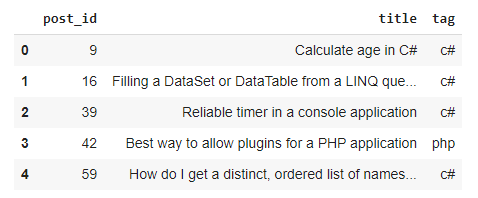 post_id title tag
0 9 Calculate age in C# c#
1 16 Filling a DataSet or DataTable from a LINQ que... c#
2 39 Reliable timer in a console application c#
3 42 Best way to allow plugins for a PHP application php
4 59 How do I get a distinct, ordered list of names... c#